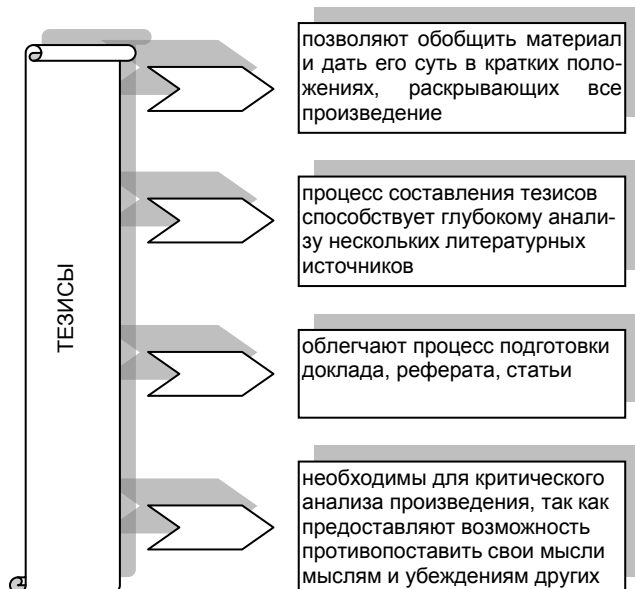 позволяют обобщить материал
и дать его суть в кратких поло-
жениях, раскрывающих все
произведение
процесс составления тезисов
способствует глубокому анали-
зу нескольких литературных
источников
ТЕЗИСЫ
облегчают процесс подготовки
доклада, реферата, статьи
необходимы для критического
анализа произведения, так как
предоставляют возможность
противопоставить свои мысли
мыслям и убеждениям других